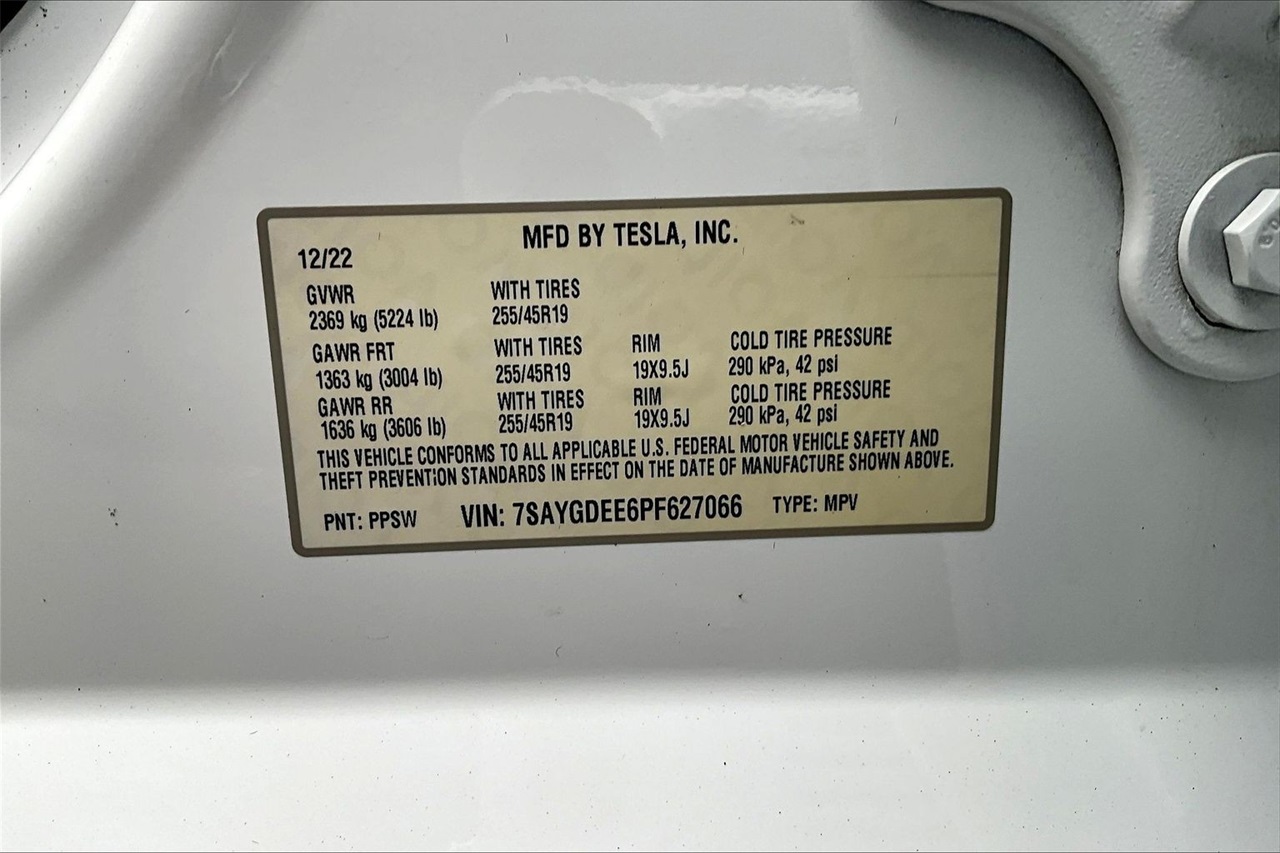 MFD BY TESLA, INC.
12/22
GVWR WITH TIRES
2369 kg (5224 lb) 255/45R19
GAWR FRT WITH TIRES RIM COLD TIRE PRESSURE
1363 kg (3004 lb) 255/45R19 19X9.5J 290 kPa, 42 psi
GAWR RR WITH TIRES RIM COLD TIRE PRESSURE
1636 kg (3606 lb) 255/45R19 19X9.5J 290 kPa, 42 psi
THIS VEHICLE CONFORMS TO ALL APPLICABLE U.S. FEDERAL MOTOR VEHICLE SAFETY AND
THEFT PREVENTION STANDARDS IN EFFECT ON THE DATE OF MANUFACTURE SHOWN ABOVE.
PNT: PPSW VIN: 7SAYGDEE6PF627066 TYPE: MPV